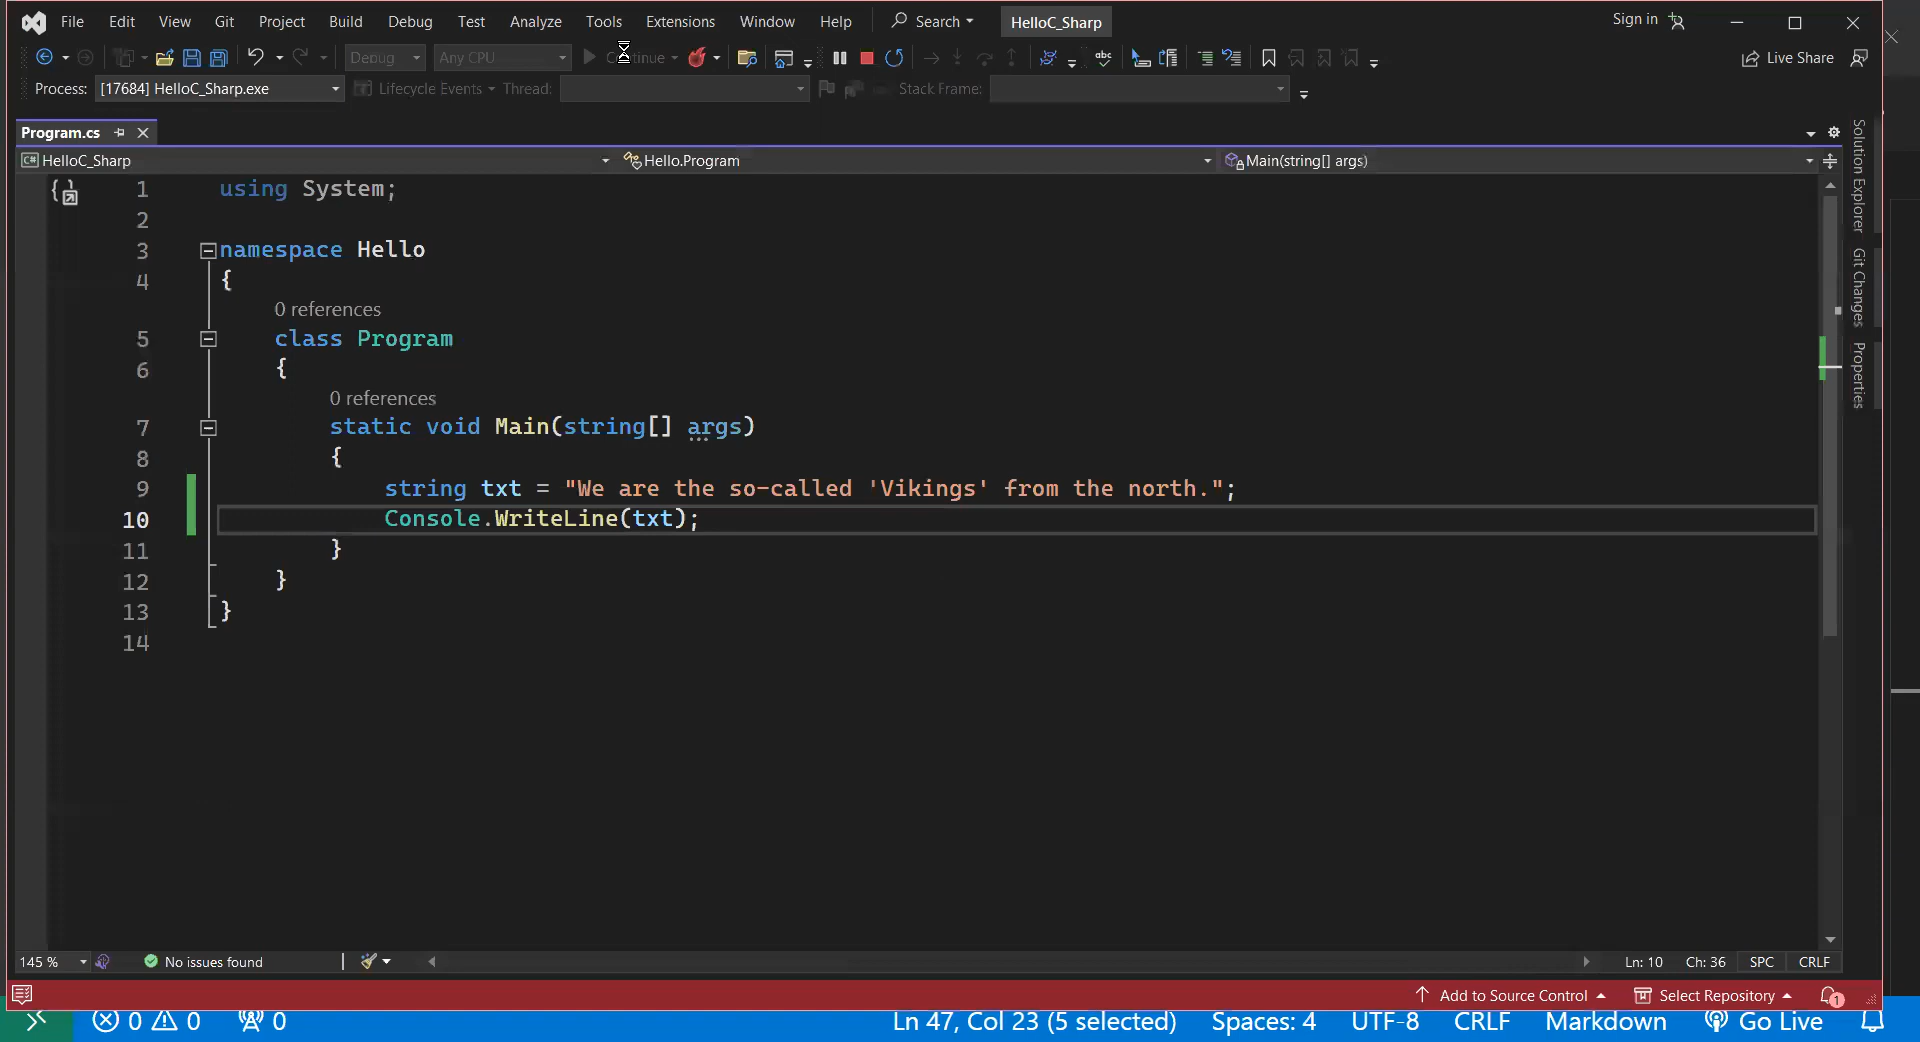 File Edit View Git Project Build Debug Test Analyze Tools Extensions Window Help Search HelloC_Sharp Sign in
Debug Any CPU Continue abc Live Share
Process: [17684] HelloC_Sharp.exe Lifecycle Events Thread: Stack Frame:
Program.cs
C# HelloC_Sharp Hello.Program Main(string[] args)
1 using System;
2
3 namespace Hello
4 {
0 references
5 class Program
6 {
0 references
7 static void Main(string[] args)
8 {
9 string txt = "We are the so-called 'Vikings' from the north.";
10 Console.WriteLine(txt);
11 }
12 }
13 }
14
Solution Explorer
Git Changes
Properties
145 % No issues found Ln: 10 Ch: 36 SPC CRLF
Add to Source Control Select Repository 1
0 0 0 Ln 47, Col 23 (5 selected) Spaces: 4 UTF-8 CRLF Markdown Go Live